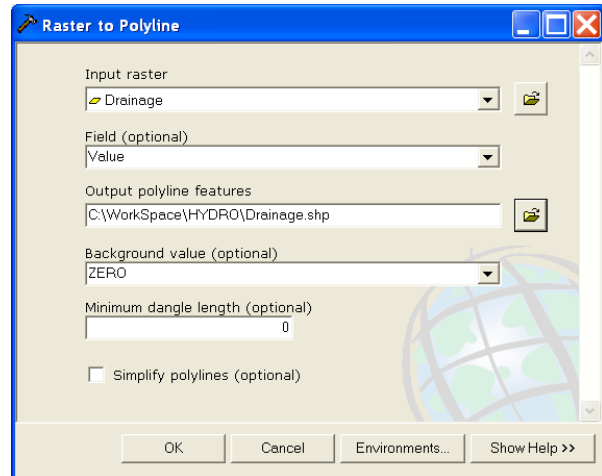 Raster to Polyline
Input raster
Drainage
Field (optional)
Value
Output polyline features
C:\WorkSpace\HYDRO\Drainage.shp
Background value (optional)
ZERO
Minimum dangle length (optional)
0
Simplify polylines (optional)
OK Cancel Environments... Show Help >>